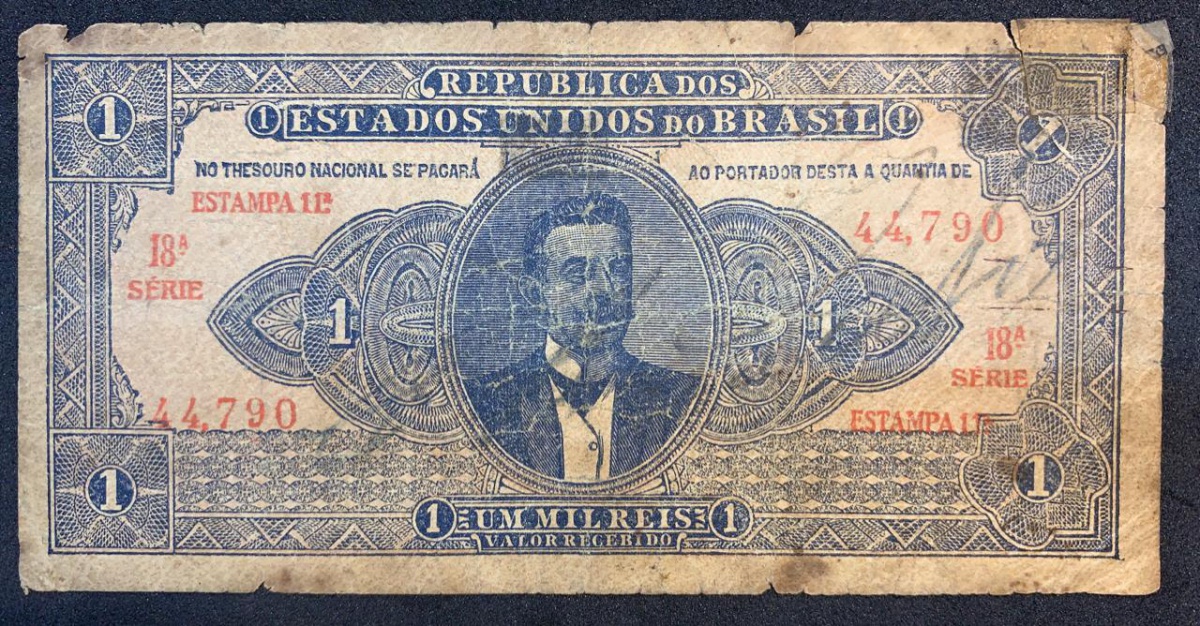 REPUBLICA DOS
1 1 ESTADOS UNIDOS DO BRASIL 1 1
NO THESOURO NACIONAL SE PAGARÁ AO PORTADOR DESTA A QUANTIA DE
ESTAMPA 11ª 44,790
18ª
SÉRIE
1 1
18ª
SÉRIE
44,790 ESTAMPA 11ª
1 1 UM MIL REIS 1 1
VALOR RECEBIDO